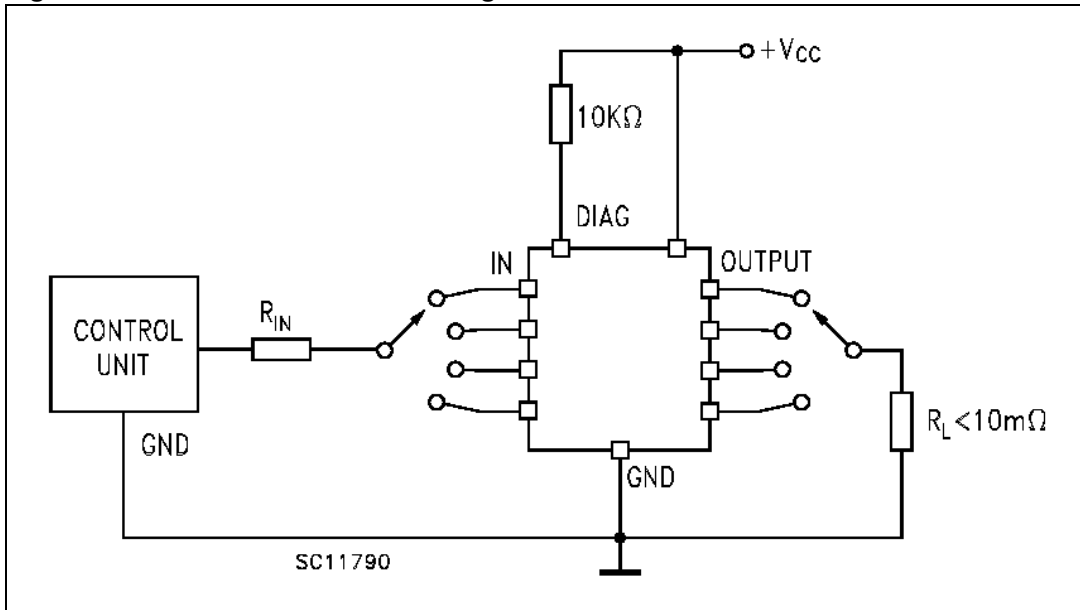 +VCC
10KΩ
DIAG
IN
OUTPUT
CONTROL
UNIT
RIN
RL<10mΩ
GND
GND
SC11790